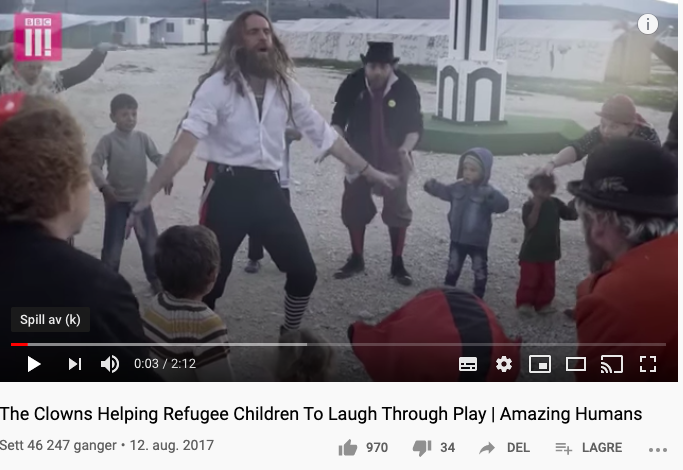 BBC
III!
Spill av (k)
0:03 / 2:12
The Clowns Helping Refugee Children To Laugh Through Play | Amazing Humans
Sett 46 247 ganger • 12. aug. 2017
970
34
DEL
LAGRE